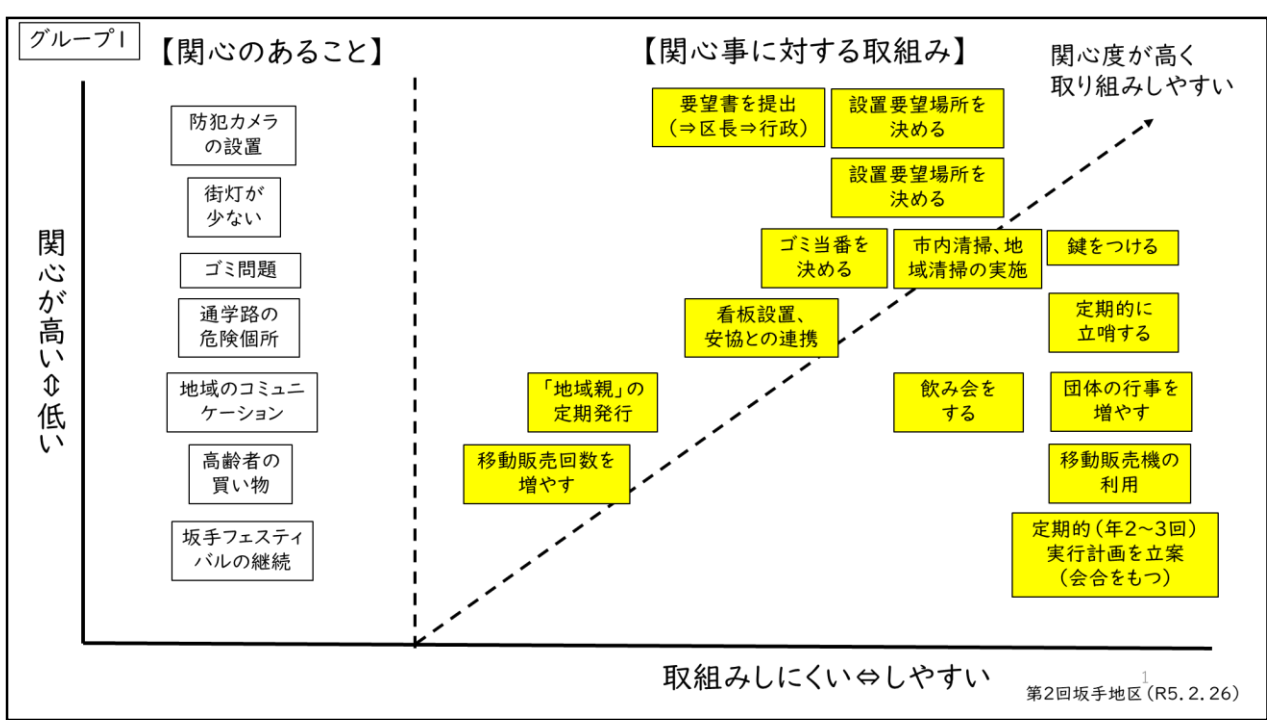 グループ1
【関心のあること】
【関心事に対する取組み】
関心度が高く
取り組みしやすい
関心が高い⇔低い
防犯カメラ
の設置
要望書を提出
(⇒区長⇒行政)
設置要望場所を
決める
街灯が
少ない
設置要望場所を
決める
ゴミ問題
ゴミ当番を
決める
市内清掃、地
域清掃の実施
鍵をつける
通学路の
危険個所
看板設置、
安協との連携
定期的に
立哨する
地域のコミュニ
ケーション
「地域親」の
定期発行
飲み会を
する
団体の行事を
増やす
高齢者の
買い物
移動販売回数を
増やす
移動販売機の
利用
坂手フェスティ
バルの継続
定期的(年2~3回)
実行計画を立案
(会合をもつ)
取組みしにくい⇔しやすい
1
第2回坂手地区(R5.2.26)